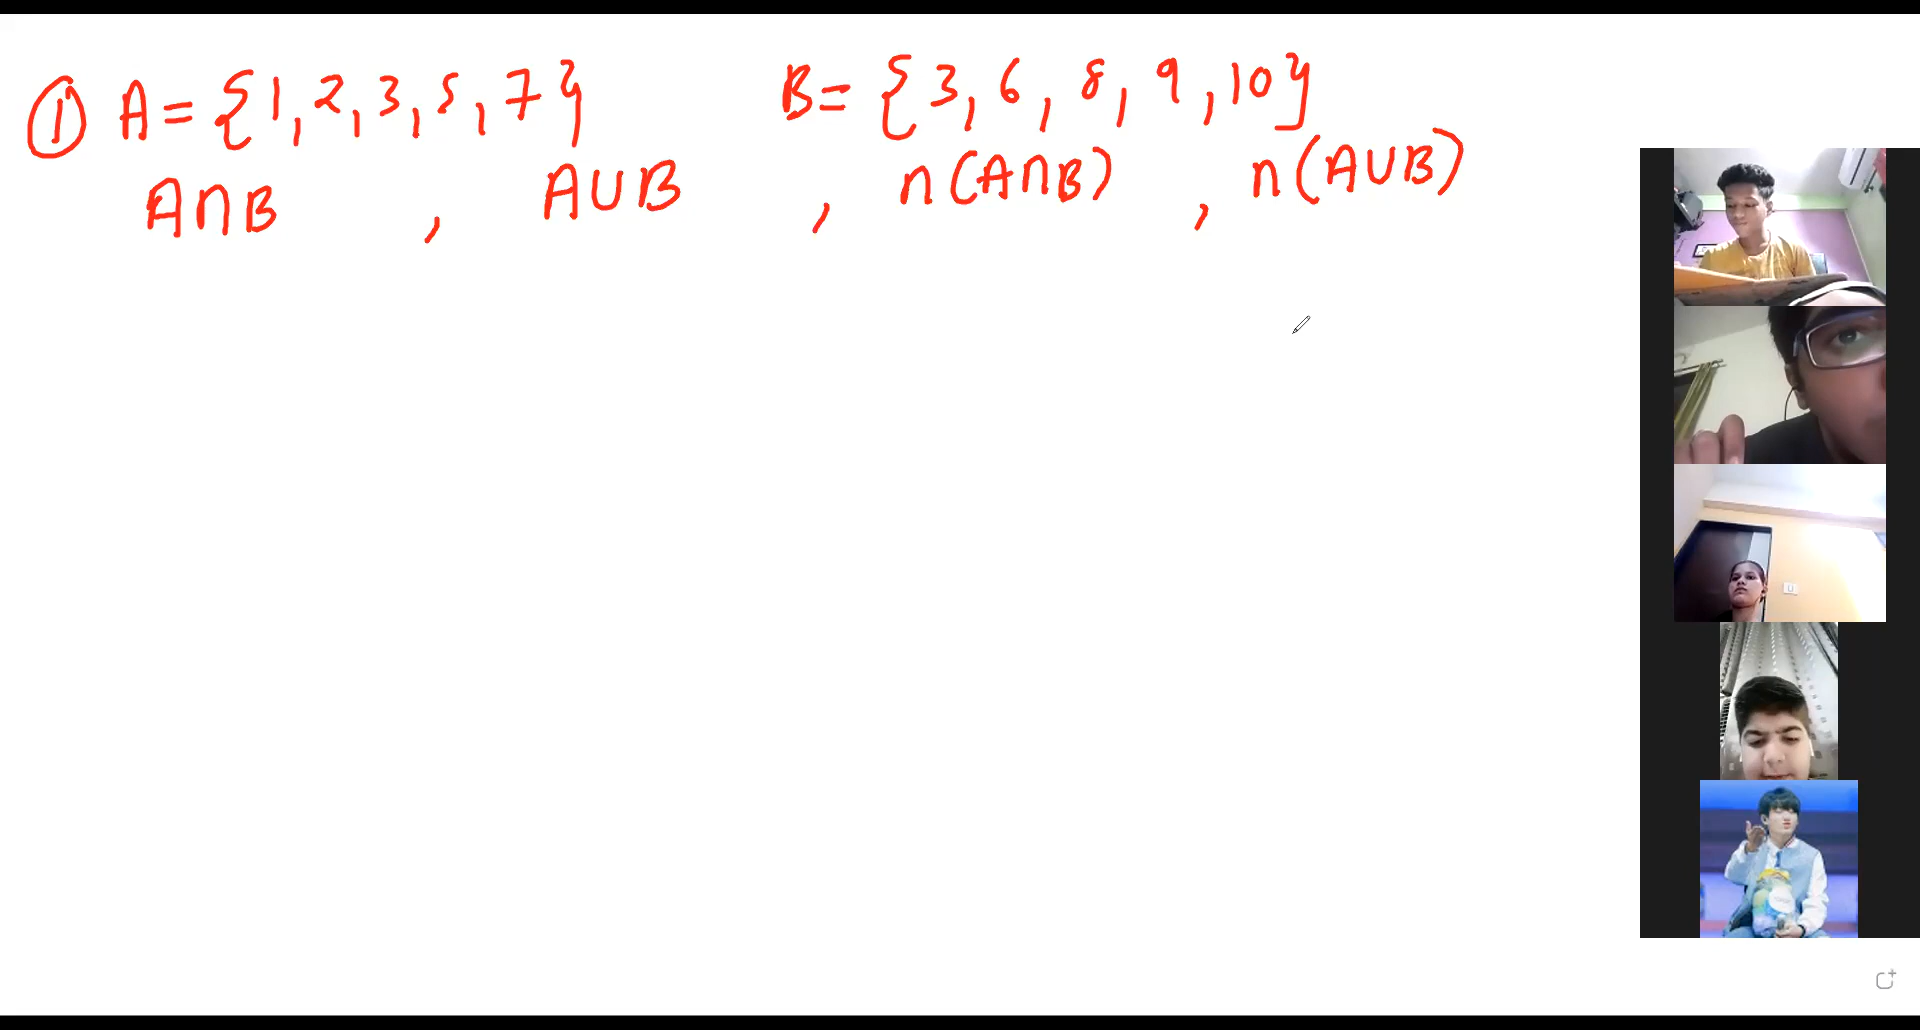 ① A = {1, 2, 3, 5, 7} B = {3, 6, 8, 9, 10}
A∩B , A∪B , n(A∩B) , n(A∪B)